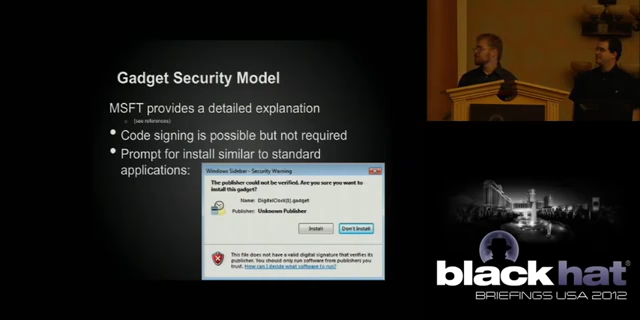 Gadget Security Model
MSFT provides a detailed explanation
(see references)
Code signing is possible but not required
Prompt for install similar to standard
applications:
Windows Sidebar - Security Warning
The publisher could not be verified. Are you sure you want to
install this gadget?
Name: DigitalClock[1].gadget
Publisher: Unknown Publisher
Install
Don't Install
This file does not have a valid digital signature that verifies its
publisher. You should only run software from publishers you
trust. How can I decide what software to run?
black hat
BRIEFINGS USA 2012